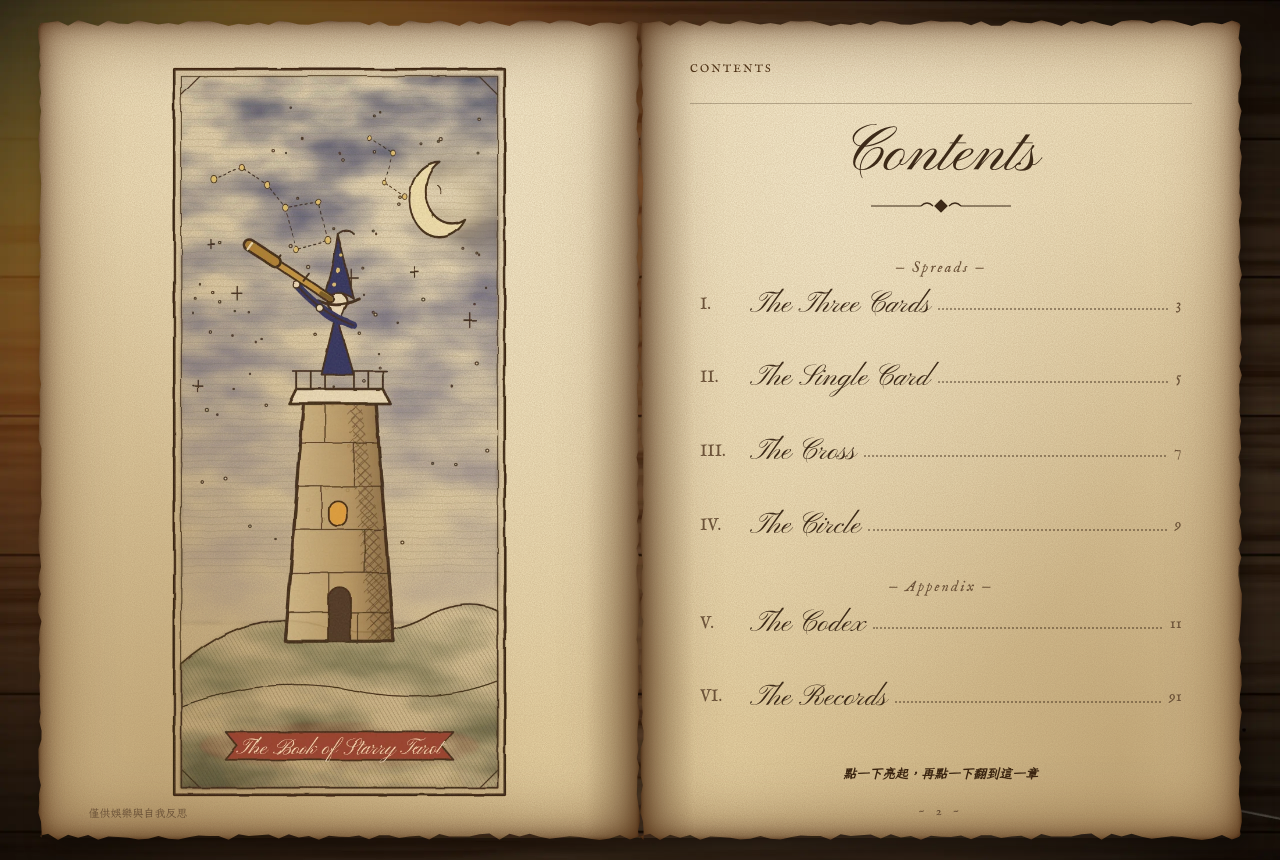 The Book of Starry Tarot
僅供娛樂與自我反思
CONTENTS
Contents
– Spreads –
I. The Three Cards 3
II. The Single Card 5
III. The Cross 7
IV. The Circle 9
– Appendix –
V. The Codex 11
VI. The Records 91
點一下亮起，再點一下翻到這一章
~ 2 ~